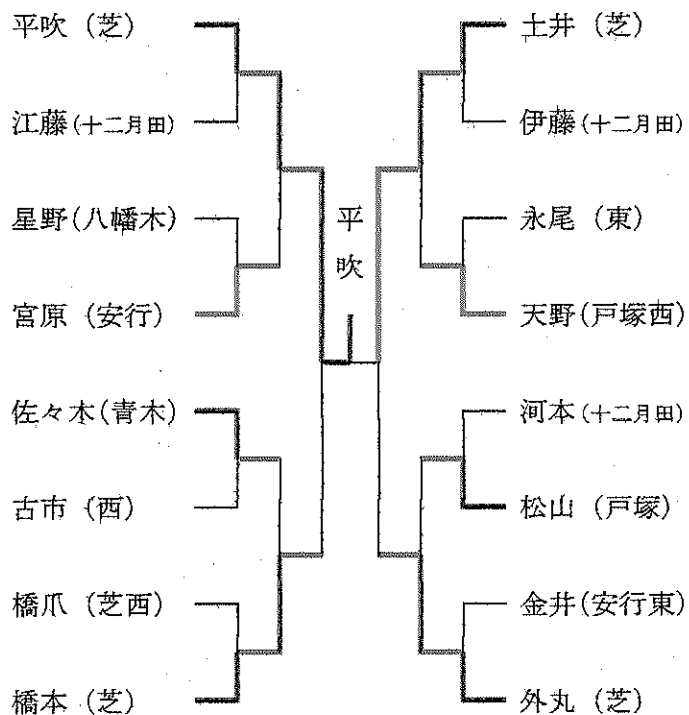 平吹 (芝)
江藤(十二月田)
星野(八幡木)
宮原 (安行)
佐々木(青木)
古市 (西)
橋爪 (芝西)
橋本 (芝)
平吹
土井 (芝)
伊藤(十二月田)
永尾 (東)
天野(戸塚西)
河本(十二月田)
松山 (戸塚)
金井(安行東)
外丸 (芝)